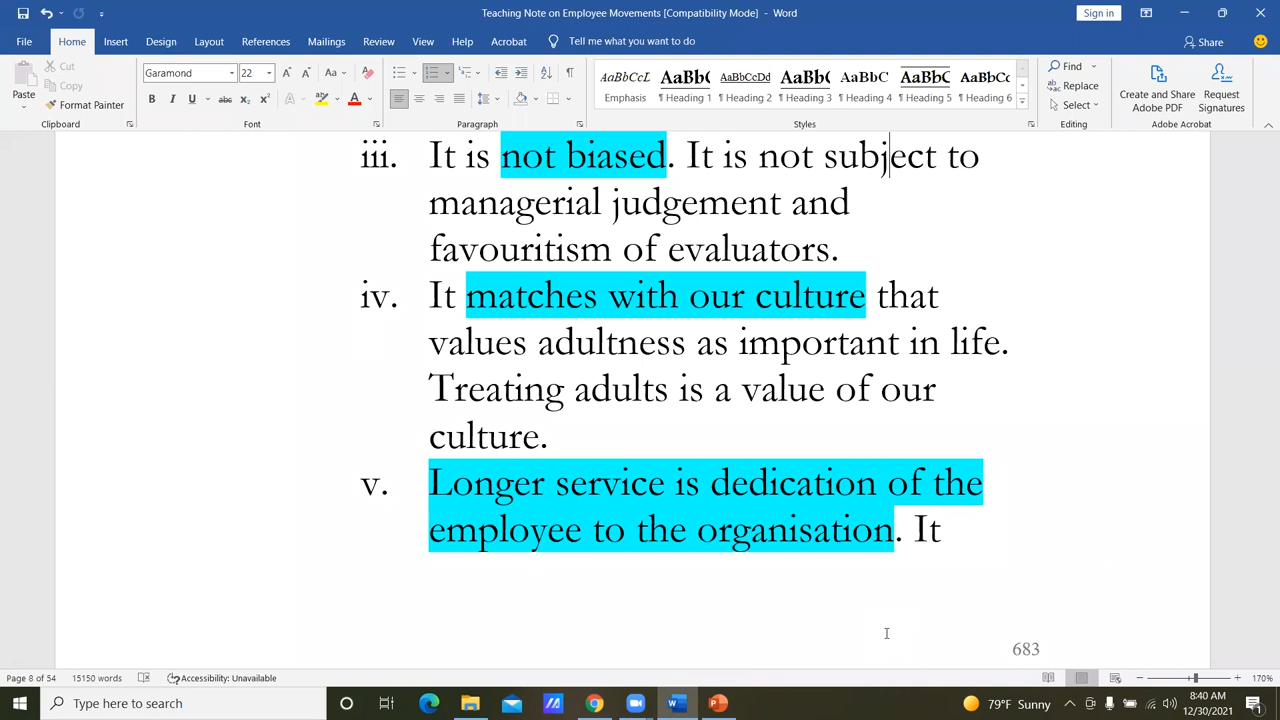 Teaching Note on Employee Movements [Compatibility Mode] - Word
Sign in
File Home Insert Design Layout References Mailings Review View Help Acrobat Tell me what you want to do Share
Paste Cut Copy Format Painter Clipboard
Garamond 22 Font
Paragraph
AaBbCcL AaBb( AaBbCcDd AaBb( AaBbC AaBbC AaBbCc
Emphasis ¶ Heading 1 ¶ Heading 2 ¶ Heading 3 ¶ Heading 4 ¶ Heading 5 ¶ Heading 6
Styles
Find Replace Select Editing
Create and Share Adobe PDF Request Signatures Adobe Acrobat
iii. It is not biased. It is not subject to
managerial judgement and
favouritism of evaluators.
iv. It matches with our culture that
values adultness as important in life.
Treating adults is a value of our
culture.
v. Longer service is dedication of the
employee to the organisation. It
683
Page 8 of 54 15150 words Accessibility: Unavailable 170%
Type here to search 79°F Sunny 8:40 AM
12/30/2021